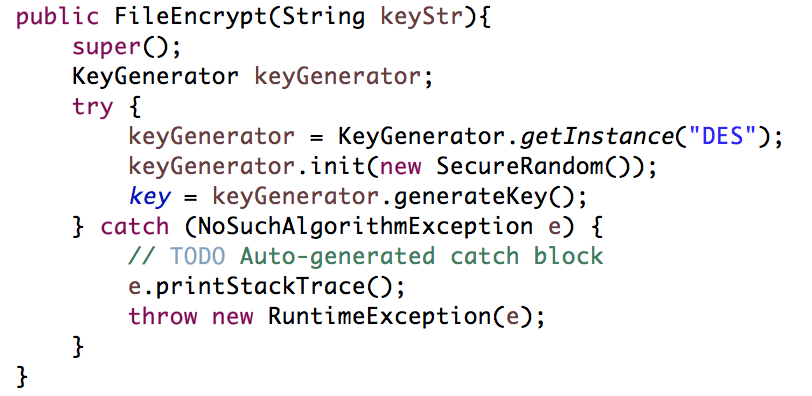 public FileEncrypt(String keyStr){
    super();
    KeyGenerator keyGenerator;
    try {
        keyGenerator = KeyGenerator.getInstance("DES");
        keyGenerator.init(new SecureRandom());
        key = keyGenerator.generateKey();
    } catch (NoSuchAlgorithmException e) {
        // TODO Auto-generated catch block
        e.printStackTrace();
        throw new RuntimeException(e);
    }
}